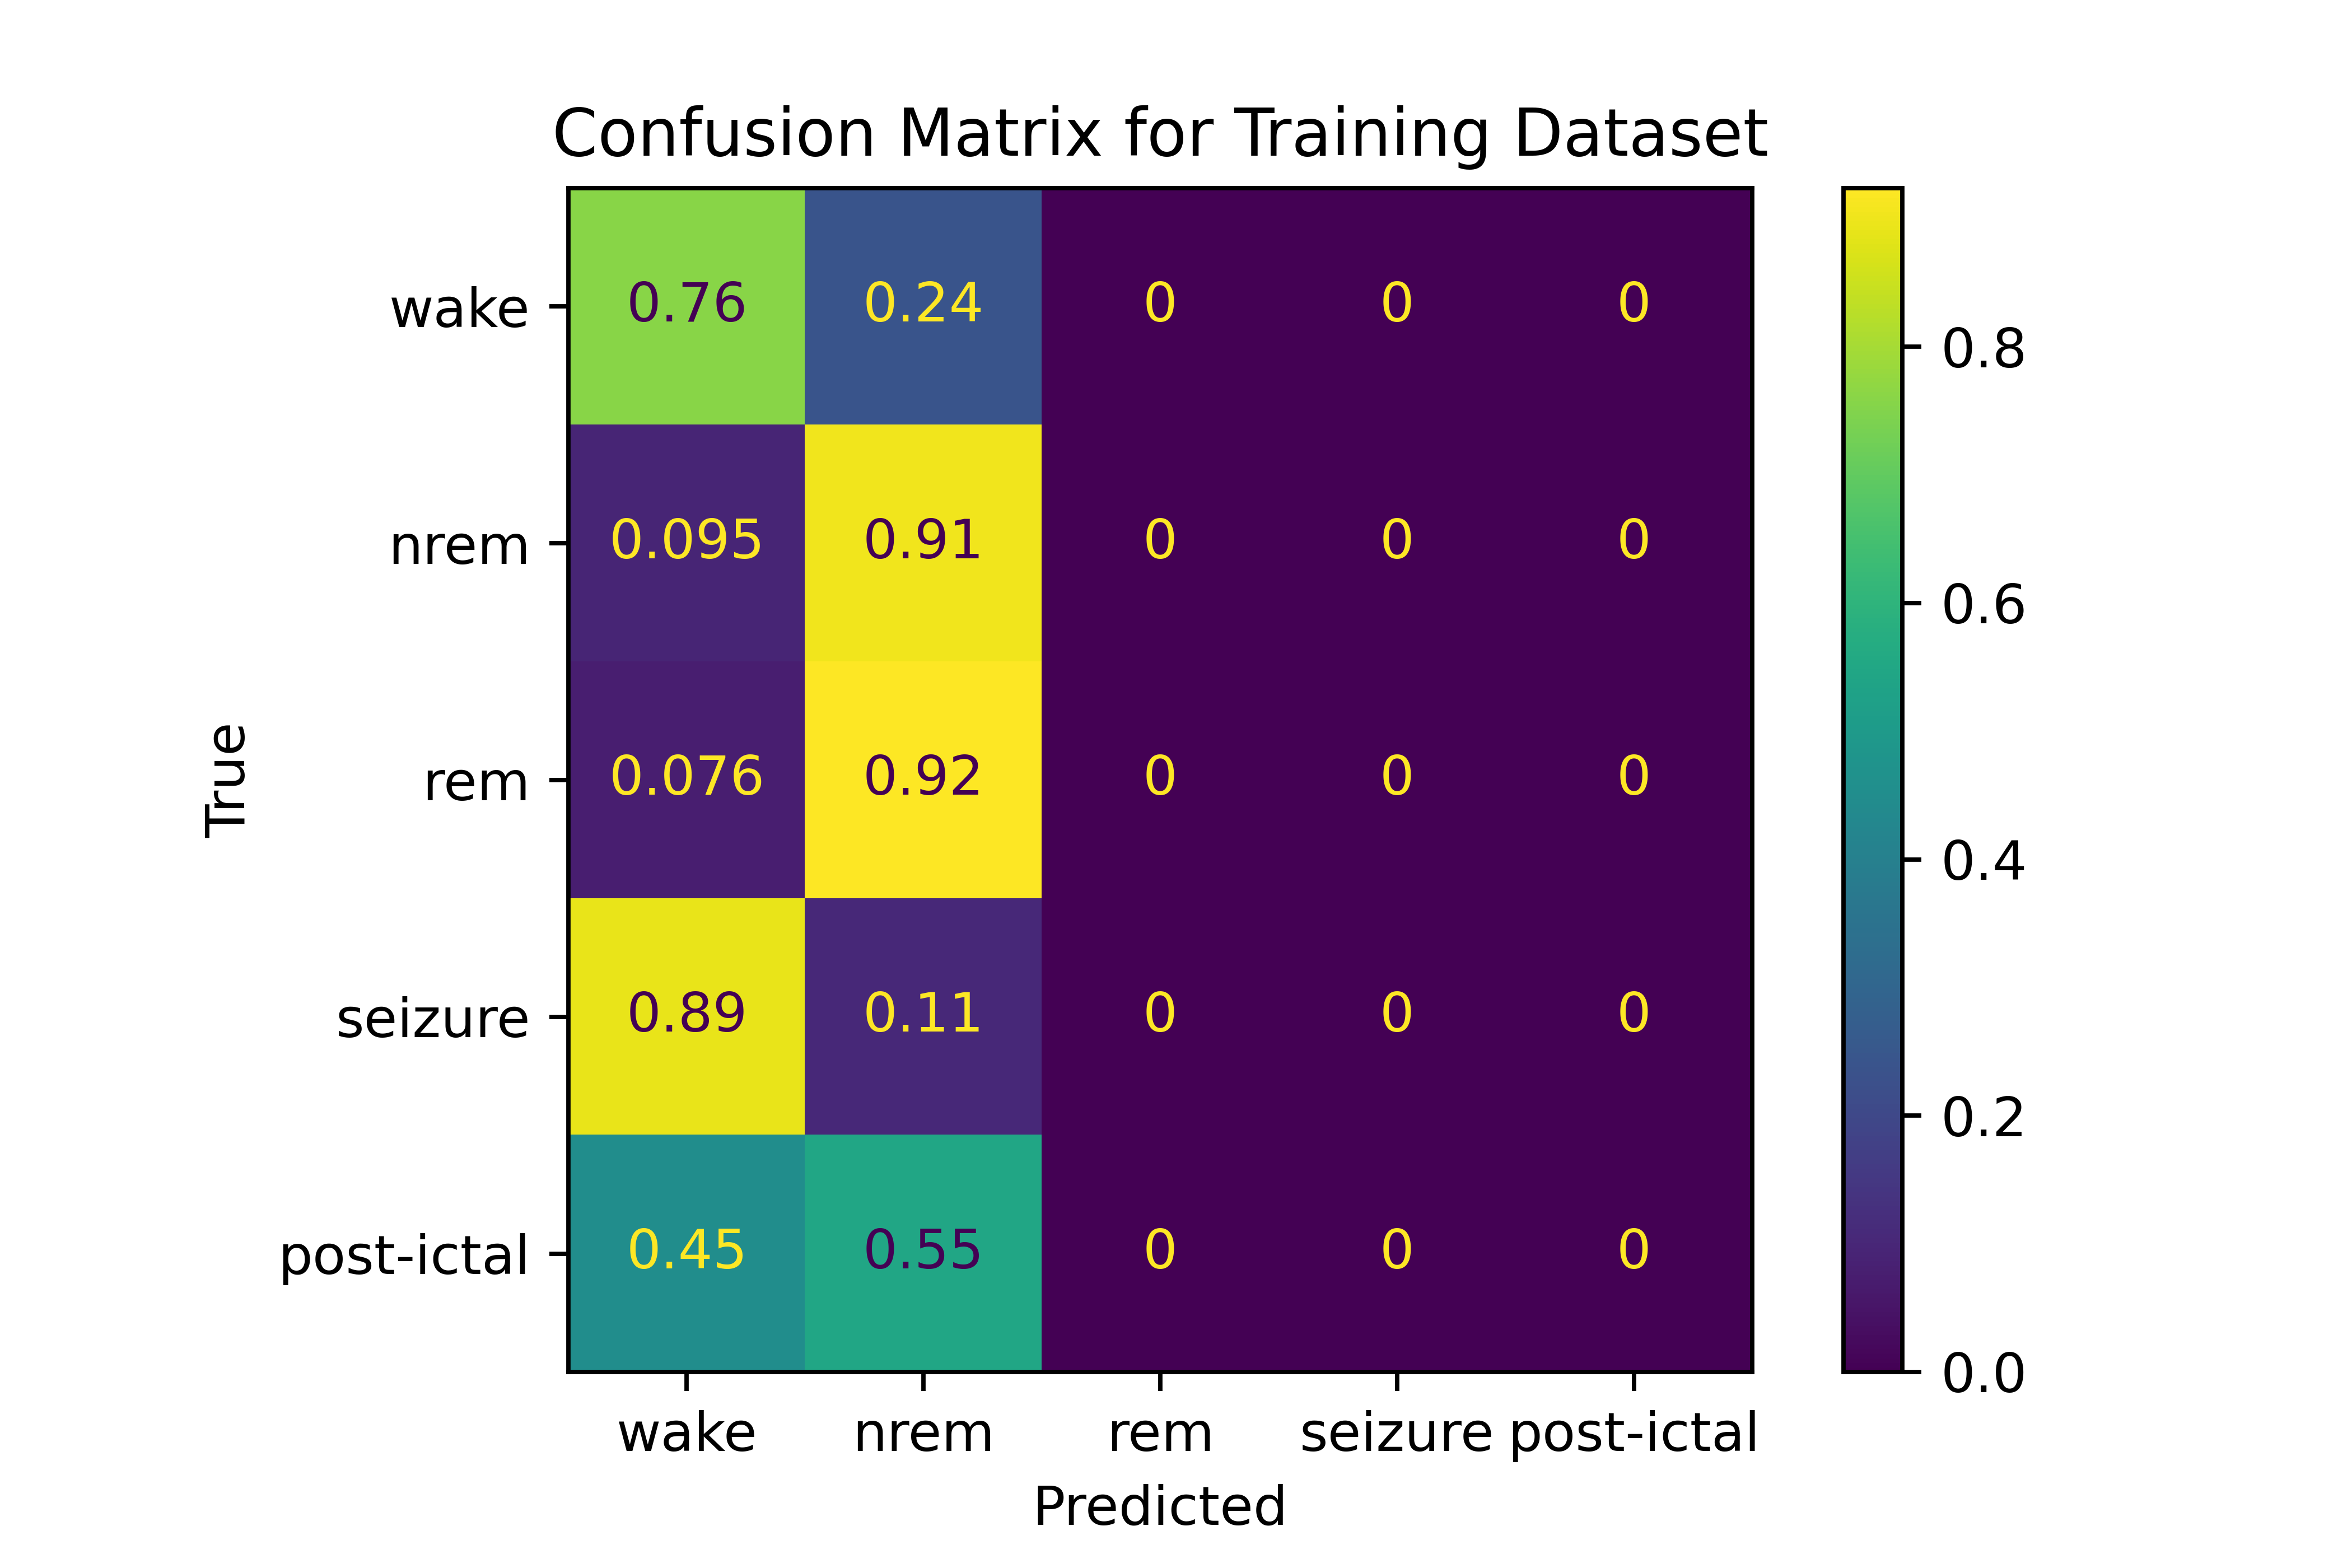 Confusion Matrix for Training Dataset
wake 0.76 0.24 0 0 0
nrem 0.095 0.91 0 0 0
rem 0.076 0.92 0 0 0
seizure 0.89 0.11 0 0 0
post-ictal 0.45 0.55 0 0 0
wake nrem rem seizure post-ictal
Predicted
True
0.8
0.6
0.4
0.2
0.0